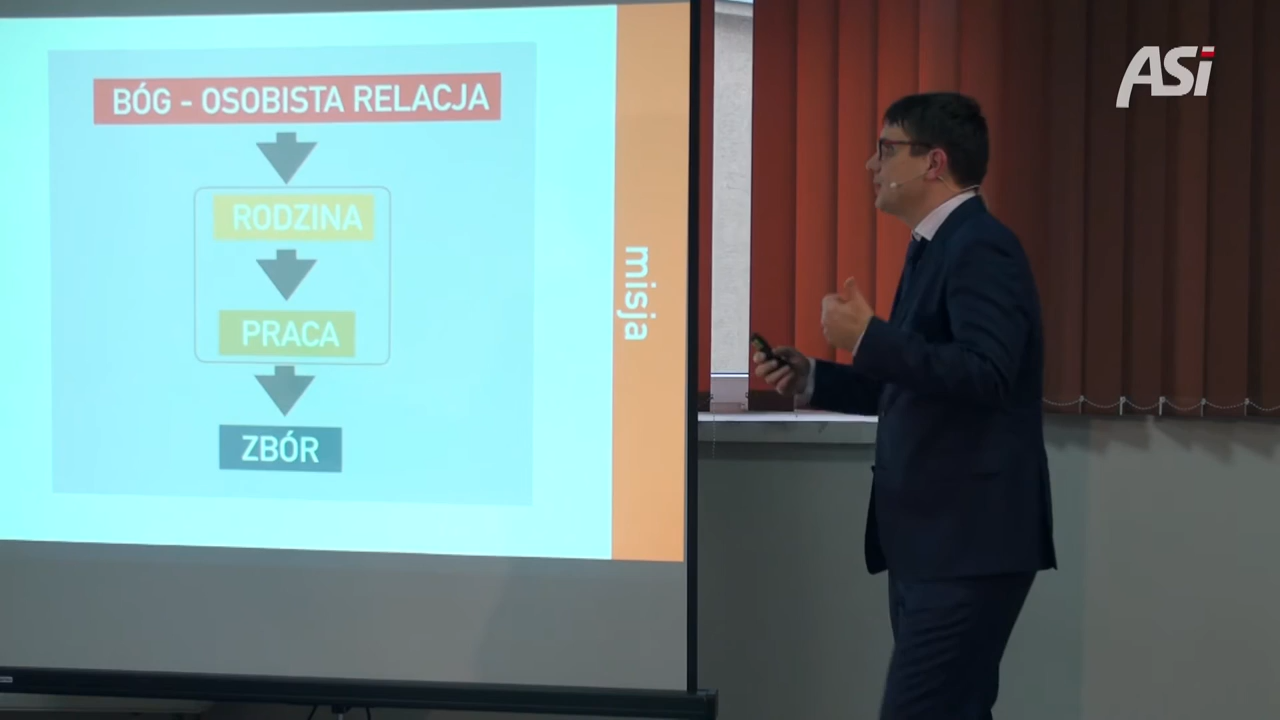 BÓG - OSOBISTA RELACJA
RODZINA
PRACA
ZBÓR
misja
ASi